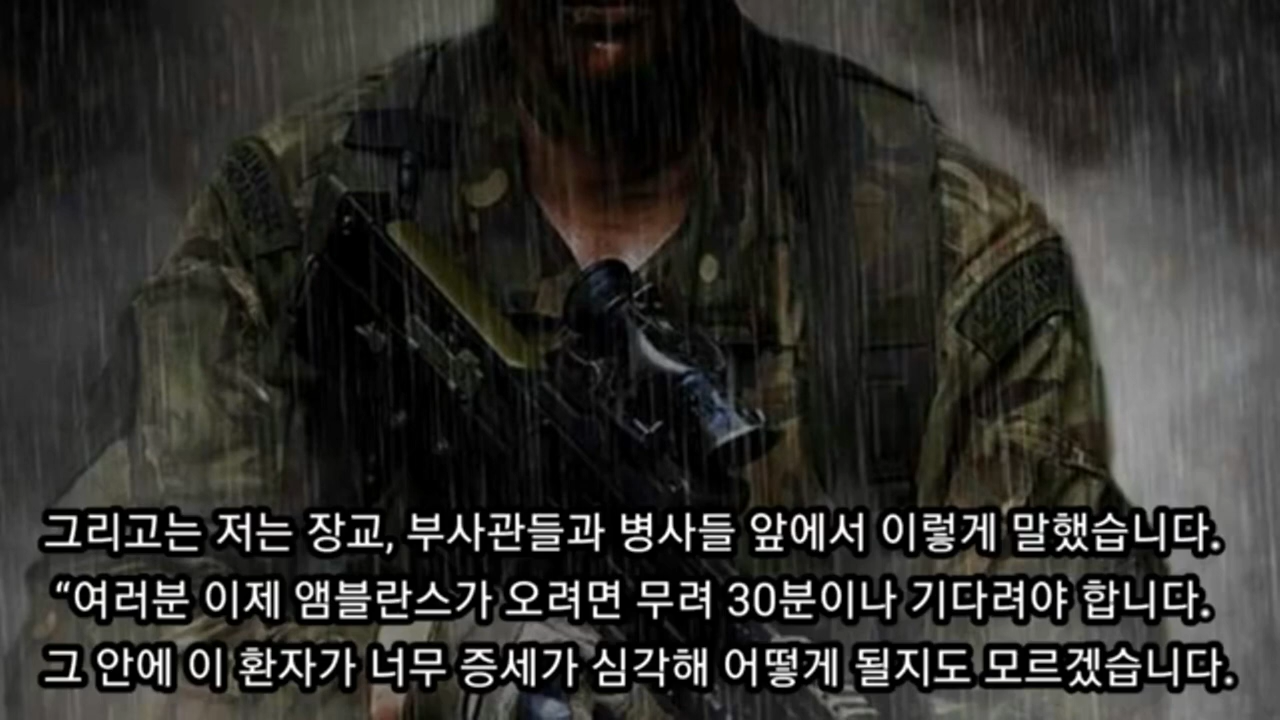 그리고는 저는 장교, 부사관들과 병사들 앞에서 이렇게 말했습니다.
“여러분 이제 앰블란스가 오려면 무려 30분이나 기다려야 합니다.
그 안에 이 환자가 너무 증세가 심각해 어떻게 될지도 모르겠습니다.